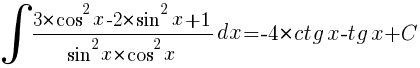 ∫ (3×cos²x-2×sin²x+1)/(sin²x×cos²x) dx=-4×ctg x-tg x+C